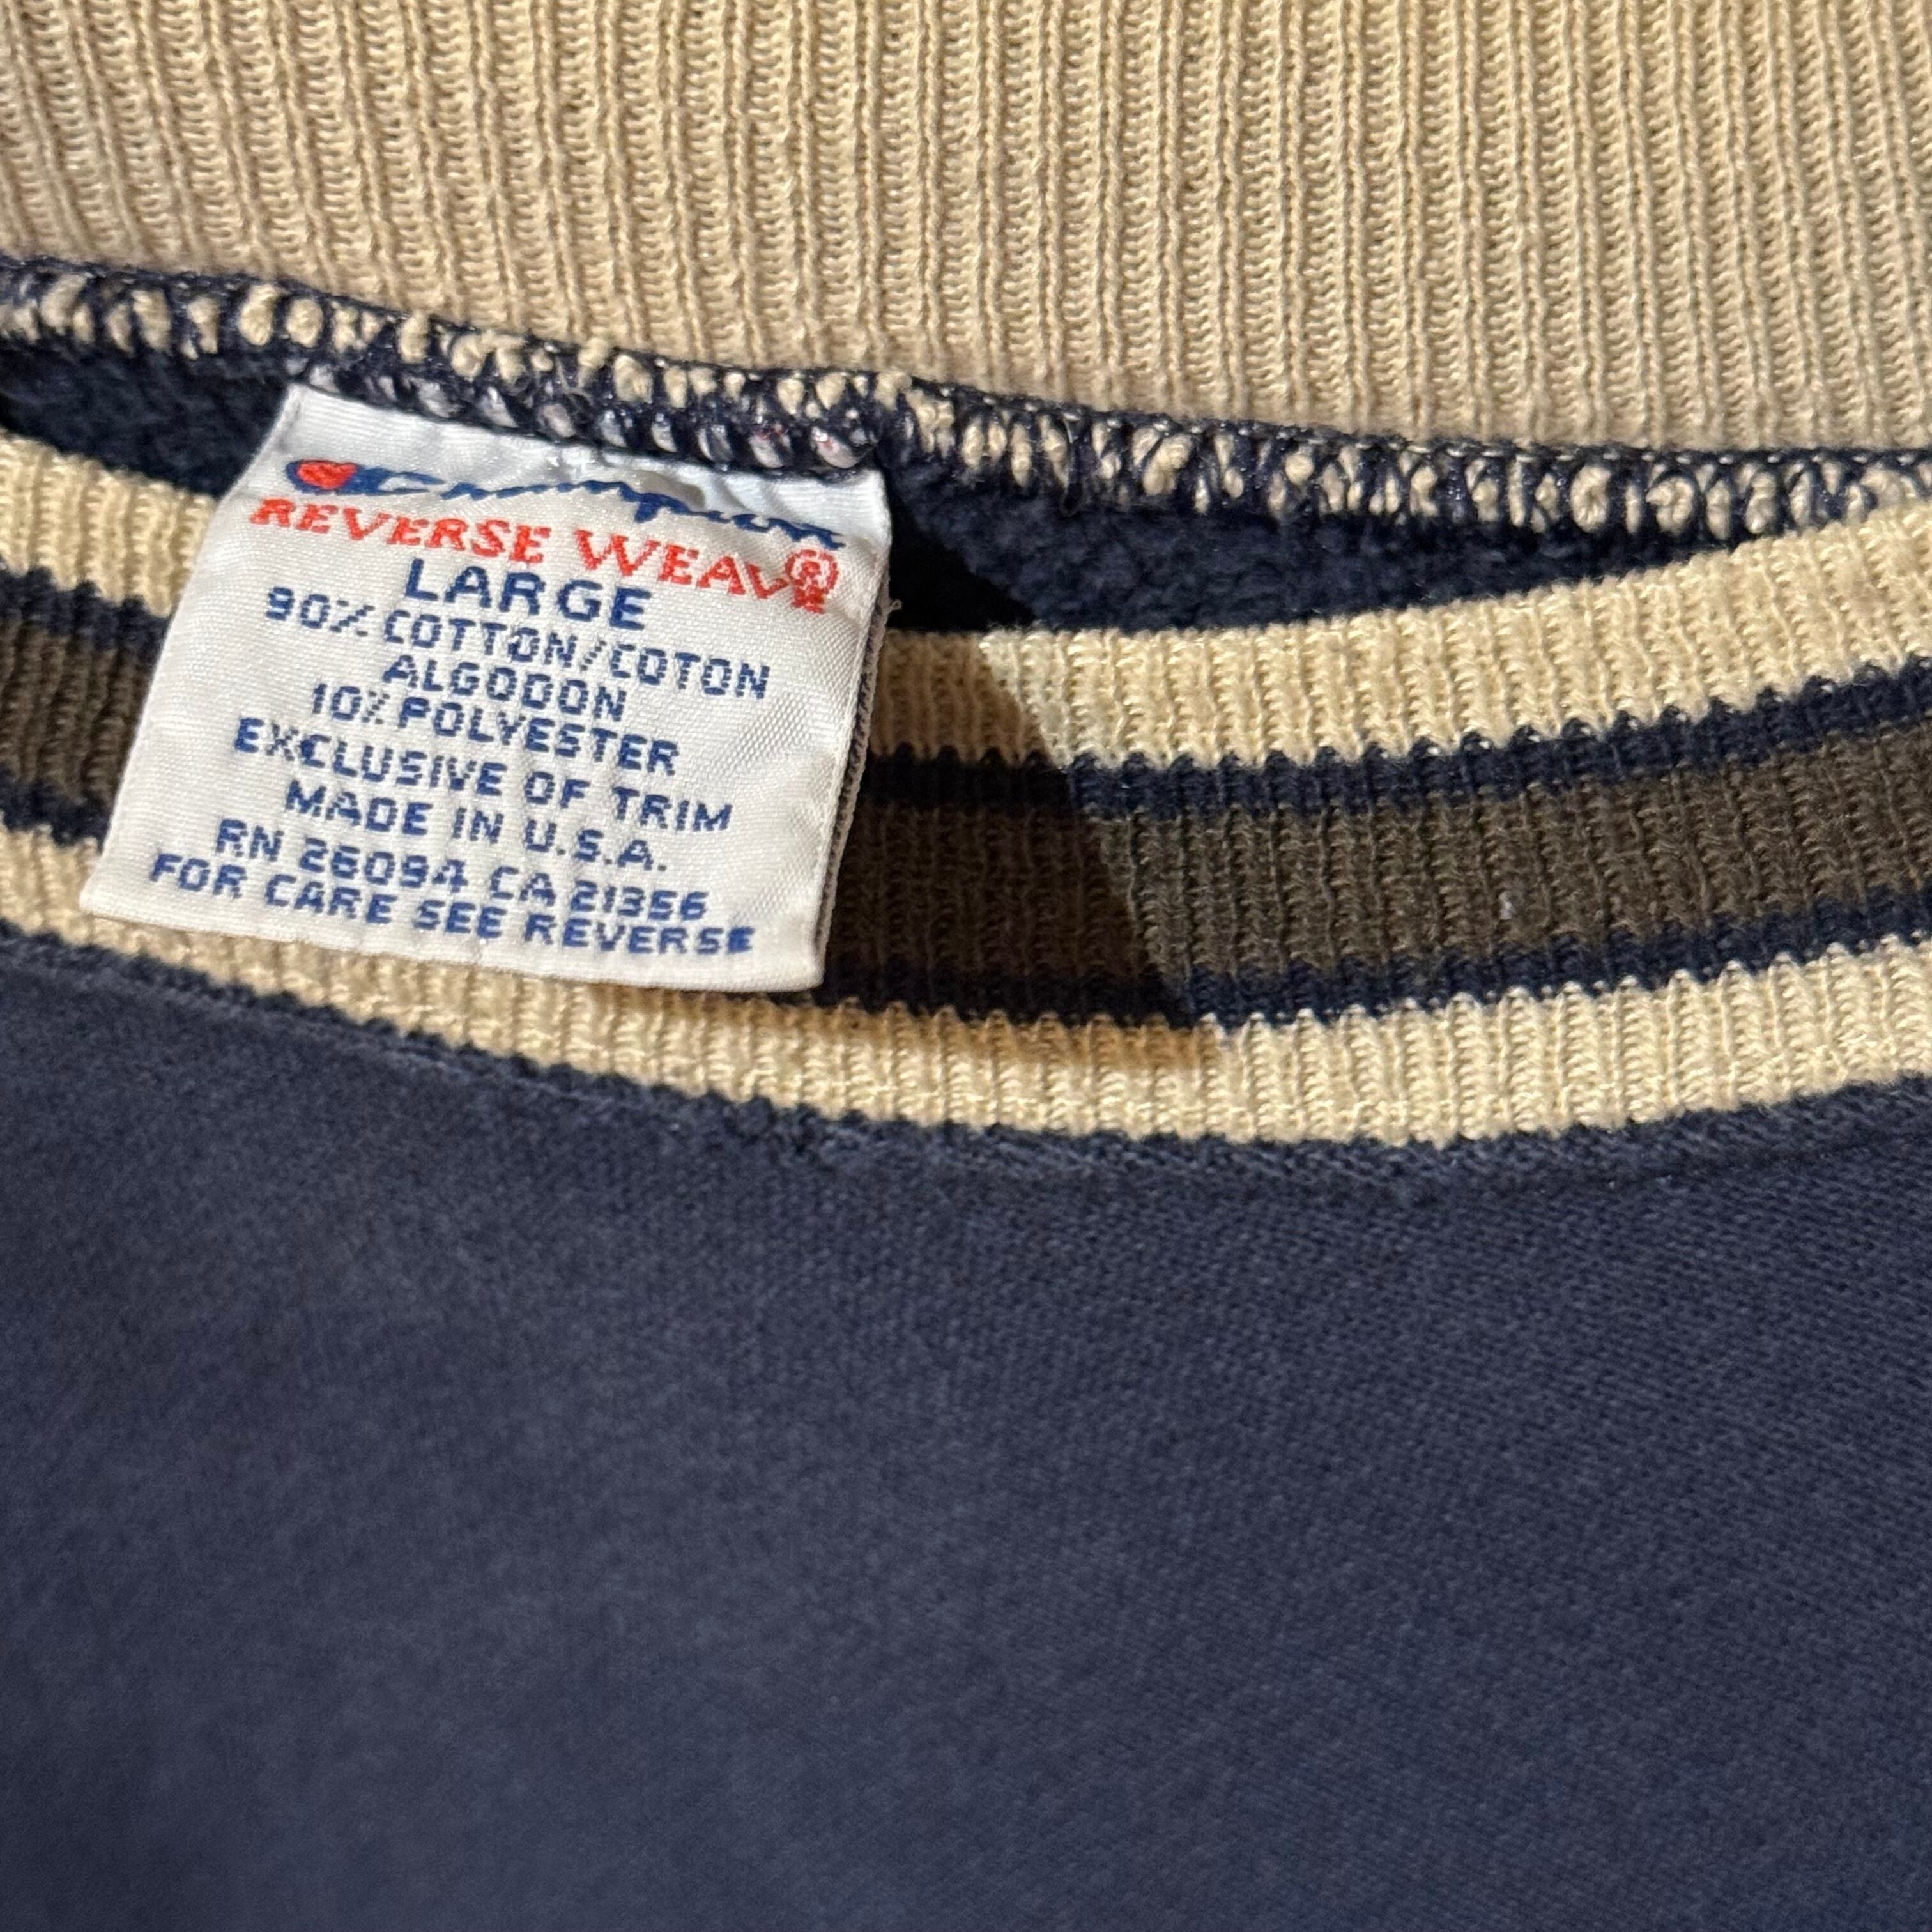 Champion
REVERSE WEAVE®
LARGE
90% COTTON/COTON
ALGODON
10% POLYESTER
EXCLUSIVE OF TRIM
MADE IN U.S.A.
RN 26094 CA 21356
FOR CARE SEE REVERSE